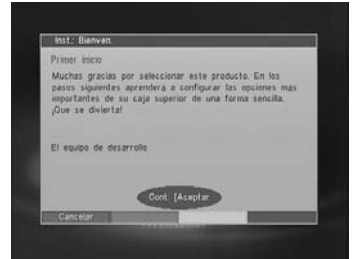 Inst.: Bienven.
Primer inicio
Muchas gracias por seleccionar este producto. En los
pasos siguientes aprenderá a configurar las opciones más
importantes de su caja superior de una forma sencilla.
¡Que se divierta!
El equipo de desarrollo
Cont. [Aceptar
Cancelar